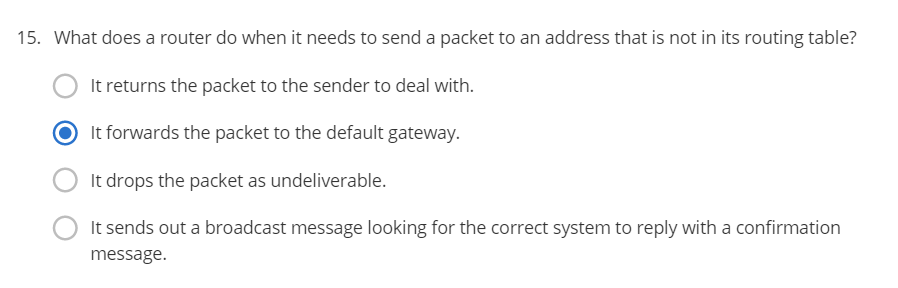 15. What does a router do when it needs to send a packet to an address that is not in its routing table?
It returns the packet to the sender to deal with.
It forwards the packet to the default gateway.
It drops the packet as undeliverable.
It sends out a broadcast message looking for the correct system to reply with a confirmation
message.